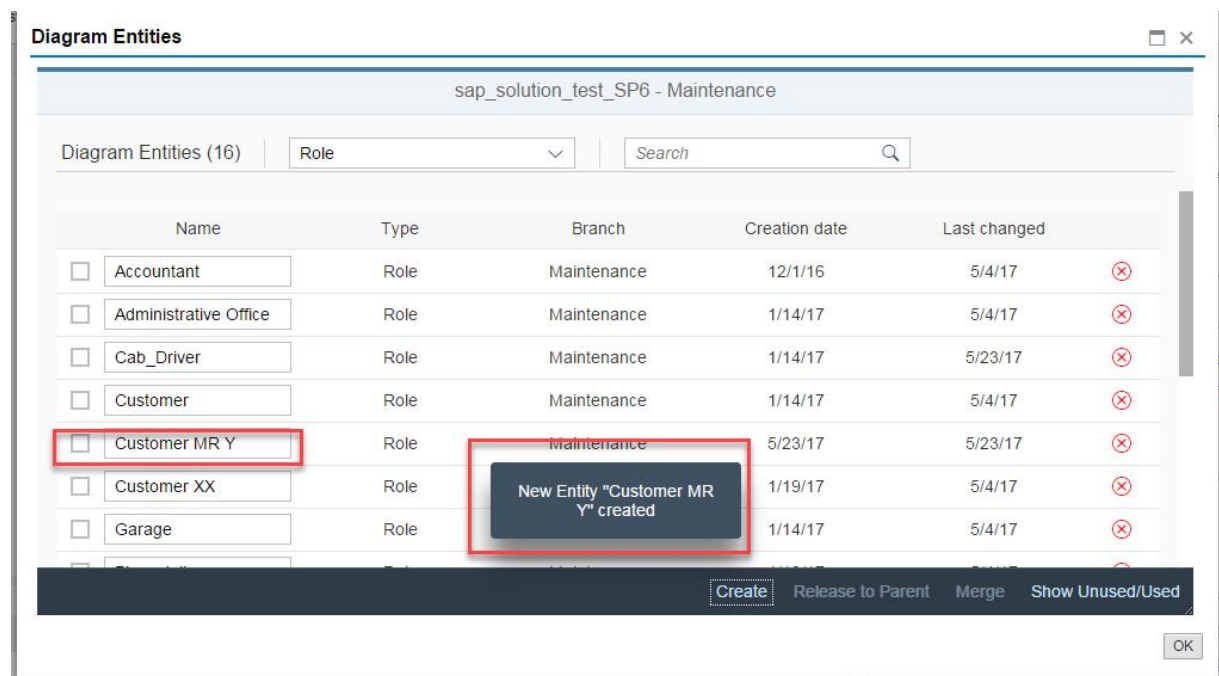 Diagram Entities
sap_solution_test_SP6 - Maintenance
Diagram Entities (16) Role Search
Name Type Branch Creation date Last changed
Accountant Role Maintenance 12/1/16 5/4/17
Administrative Office Role Maintenance 1/14/17 5/4/17
Cab_Driver Role Maintenance 1/14/17 5/23/17
Customer Role Maintenance 1/14/17 5/4/17
Customer MR Y Role Maintenance 5/23/17 5/23/17
Customer XX Role 1/19/17 5/4/17
New Entity "Customer MR
Y" created
Garage Role 1/14/17 5/4/17
Create Release to Parent Merge Show Unused/Used
OK